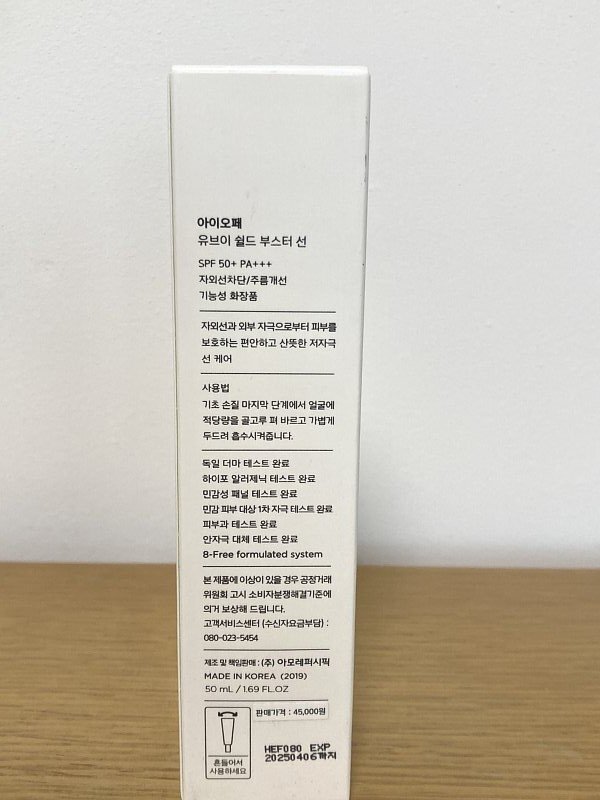 아이오페
유브이 쉴드 부스터 선
SPF 50+ PA+++
자외선차단/주름개선
기능성 화장품
자외선과 외부 자극으로부터 피부를
보호하는 편안하고 산뜻한 저자극
선 케어
사용법
기초 손질 마지막 단계에서 얼굴에
적당량을 골고루 펴 바르고 가볍게
두드려 흡수시켜줍니다.
독일 더마 테스트 완료
하이포 알러제닉 테스트 완료
민감성 패널 테스트 완료
민감 피부 대상 1차 자극 테스트 완료
피부과 테스트 완료
안자극 대체 테스트 완료
8-Free formulated system
본 제품에 이상이 있을 경우 공정거래
위원회 고시 소비자분쟁해결기준에
의거 보상해 드립니다.
고객서비스센터 (수신자요금부담) :
080-023-5454
제조 및 책임판매 : (주) 아모레퍼시픽
MADE IN KOREA (2019)
50 mL / 1.69 FL.OZ
판매가격 : 45,000원
흔들어서
사용하세요
HEF080 EXP
20250406까지